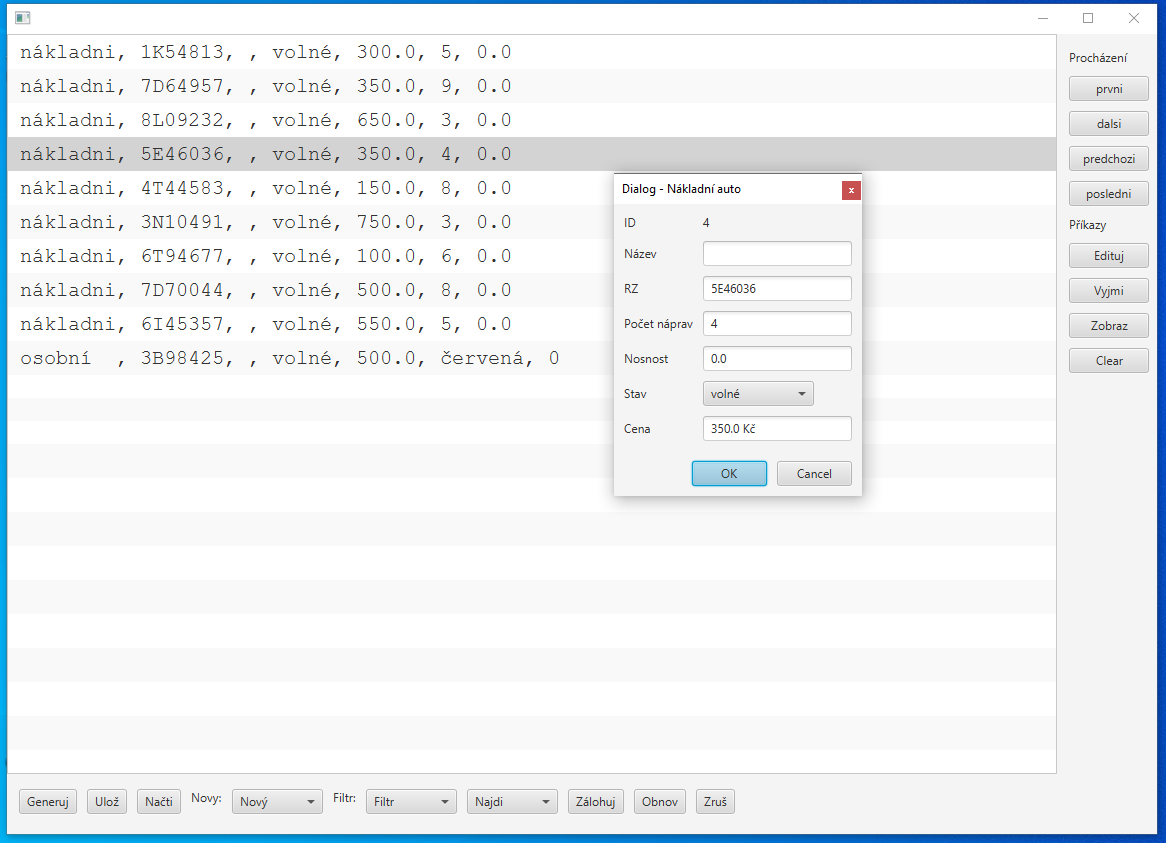 nákladni, 1K54813, , volné, 300.0, 5, 0.0
nákladni, 7D64957, , volné, 350.0, 9, 0.0
nákladni, 8L09232, , volné, 650.0, 3, 0.0
nákladni, 5E46036, , volné, 350.0, 4, 0.0
nákladni, 4T44583, , volné, 150.0, 8, 0.0
nákladni, 3N10491, , volné, 750.0, 3, 0.0
nákladni, 6T94677, , volné, 100.0, 6, 0.0
nákladni, 7D70044, , volné, 500.0, 8, 0.0
nákladni, 6I45357, , volné, 550.0, 5, 0.0
osobní  , 3B98425, , volné, 500.0, červená, 0
Dialog - Nákladní auto x
ID 4
Název
RZ 5E46036
Počet náprav 4
Nosnost 0.0
Stav volné
Cena 350.0 Kč
OK Cancel
Procházení
prvni
dalsi
predchozi
posledni
Příkazy
Edituj
Vyjmi
Zobraz
Clear
Generuj Ulož Načti Novy: Nový Filtr: Filtr Najdi Zálohuj Obnov Zruš